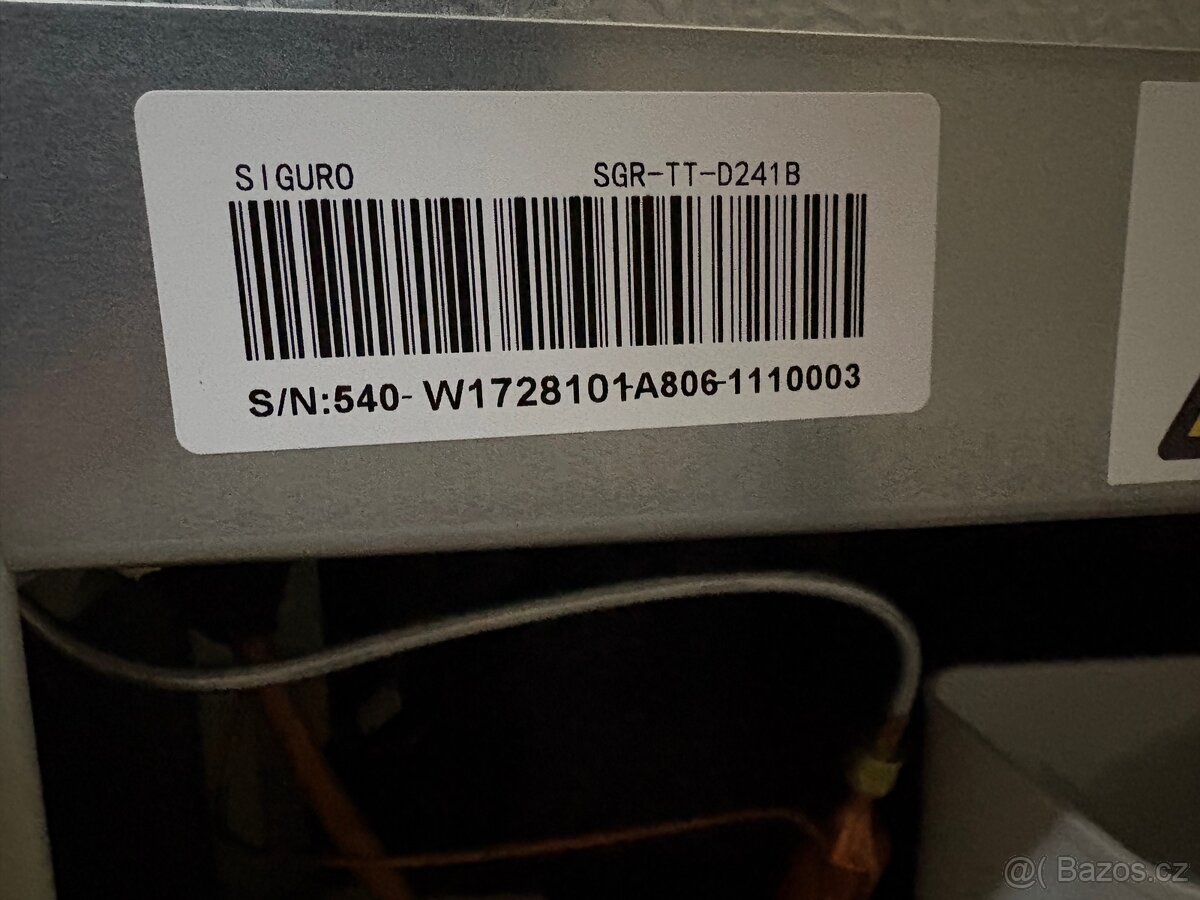 SIGURO SGR-TT-D241B
S/N:540- W1728101-A806-1110003
@( Bazos.cz